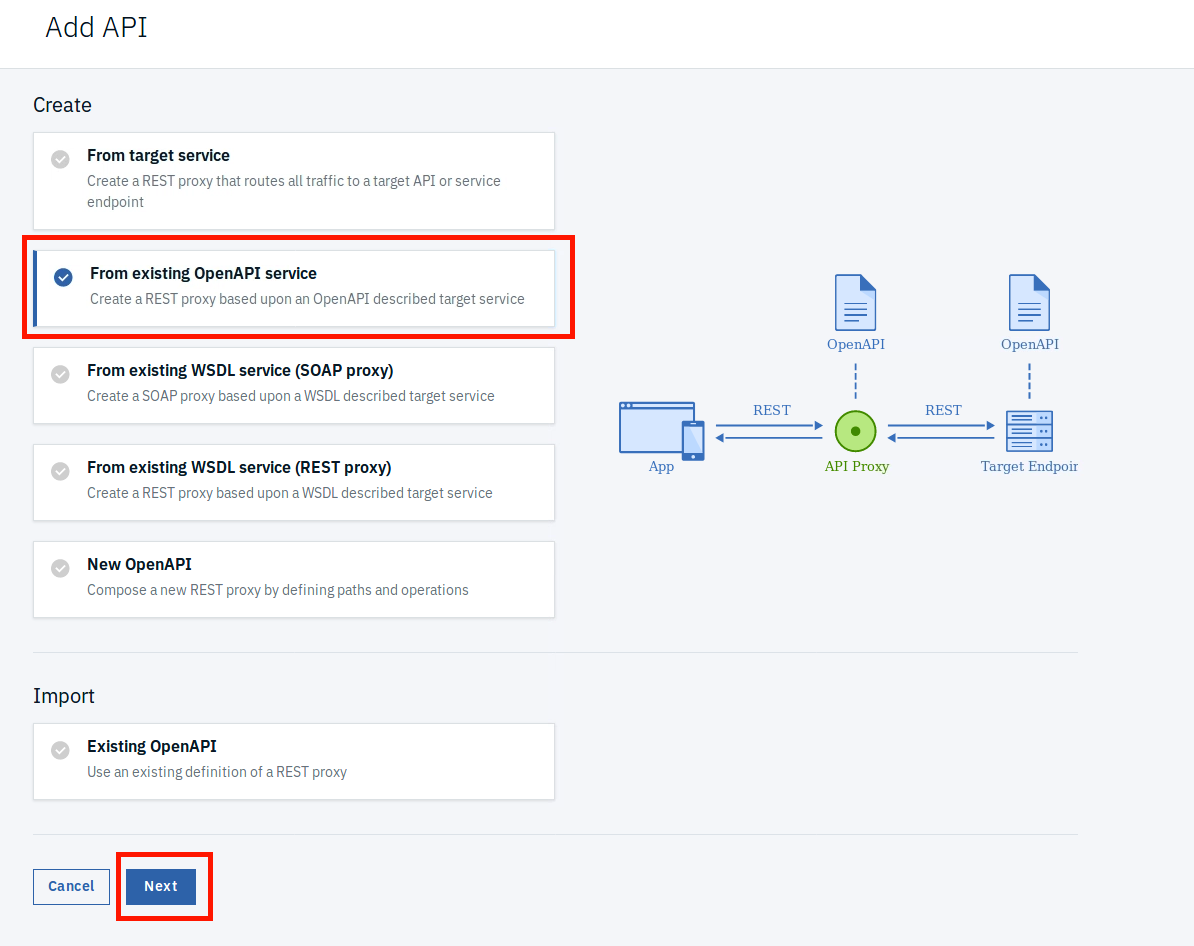 Add API
Create
From target service
Create a REST proxy that routes all traffic to a target API or service
endpoint
From existing OpenAPI service
Create a REST proxy based upon an OpenAPI described target service
From existing WSDL service (SOAP proxy)
Create a SOAP proxy based upon a WSDL described target service
From existing WSDL service (REST proxy)
Create a REST proxy based upon a WSDL described target service
New OpenAPI
Compose a new REST proxy by defining paths and operations
OpenAPI
OpenAPI
REST
REST
App
API Proxy
Target Endpoir
Import
Existing OpenAPI
Use an existing definition of a REST proxy
Cancel
Next